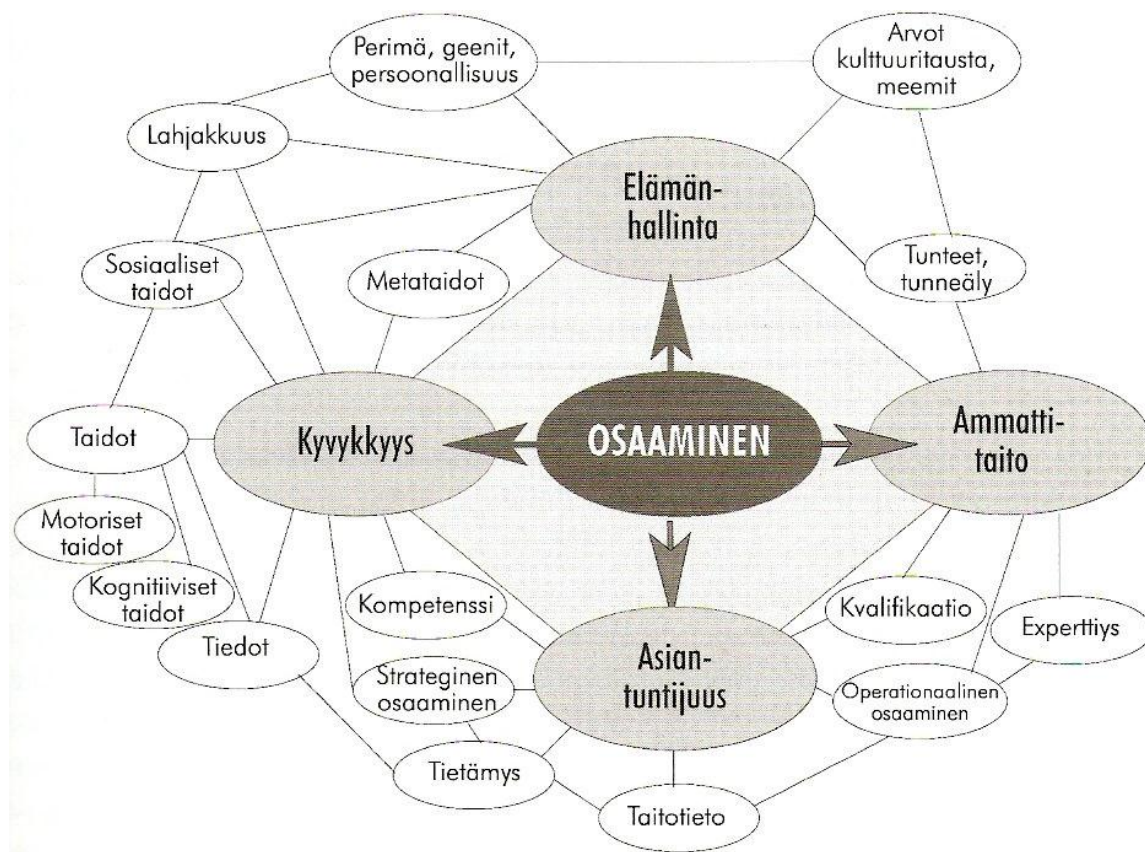 Perimä, geenit,
persoonallisuus
Arvot
kulttuuritausta,
meemit
Lahjakkuus
Elämän-
hallinta
Sosiaaliset
taidot
Metataidot
Tunteet,
tunneäly
Taidot
Kyvykkyys
OSAAMINEN
Ammatti-
taito
Motoriset
taidot
Kognitiiviset
taidot
Kompetenssi
Kvalifikaatio
Experttiys
Tiedot
Strateginen
osaaminen
Asian-
tuntijuus
Operationaalinen
osaaminen
Tietämys
Taitotieto